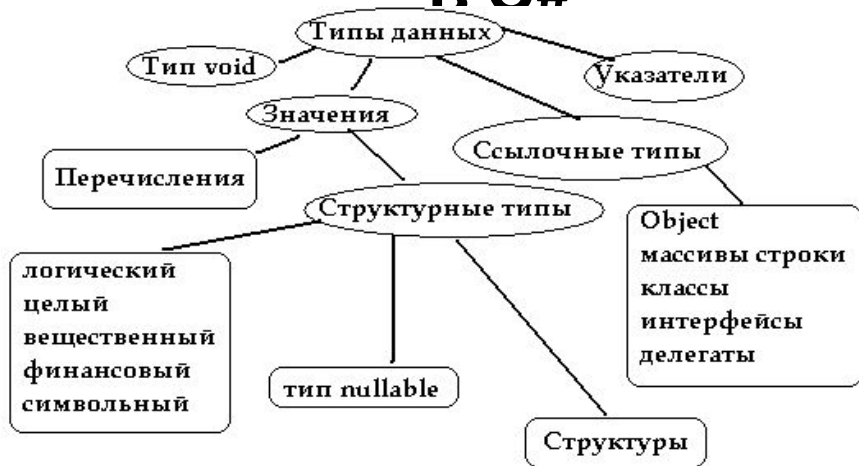 в C#
Типы данных
Тип void
Указатели
Значения
Ссылочные типы
Перечисления
Структурные типы
Object
массивы строки
классы
интерфейсы
делегаты
логический
целый
вещественный
финансовый
символьный
тип nullable
Структуры